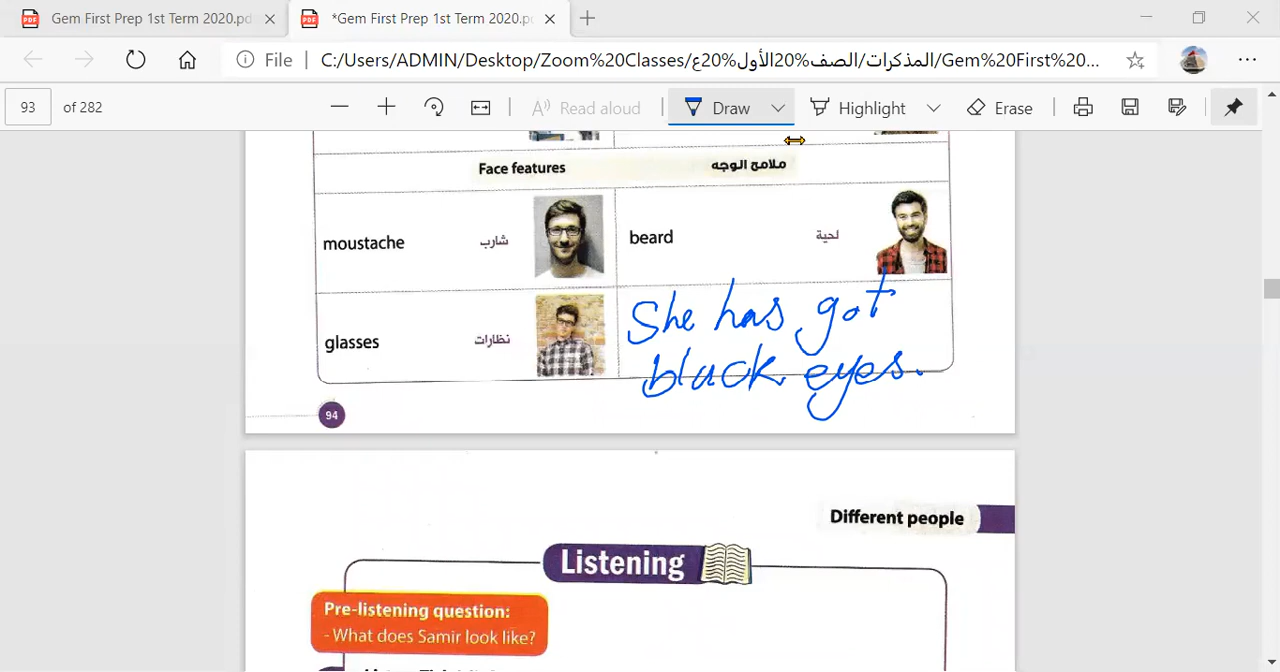 Gem First Prep 1st Term 2020.pd
*Gem First Prep 1st Term 2020.pc
File
C:/Users/ADMIN/Desktop/Zoom%20Classes/المذكرات/الصف%20الأول%20ع/Gem%20First%20...
93 of 282
Read aloud
Draw
Highlight
Erase
Face features ملامح الوجه
moustache شارب
beard لحية
glasses نظارات
She has got
black eyes.
94
Different people
Listening
Pre-listening question:
- What does Samir look like?